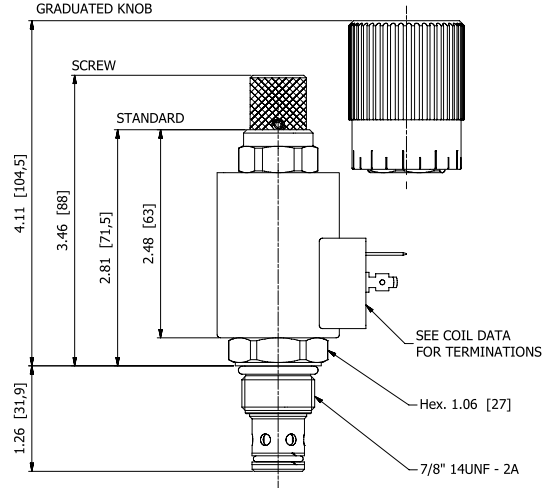 GRADUATED KNOB
SCREW
STANDARD
4.11 [104,5]
3.46 [88]
2.81 [71,5]
2.48 [63]
SEE COIL DATA
FOR TERMINATIONS
1.26 [31,9]
Hex. 1.06 [27]
7/8" 14UNF - 2A